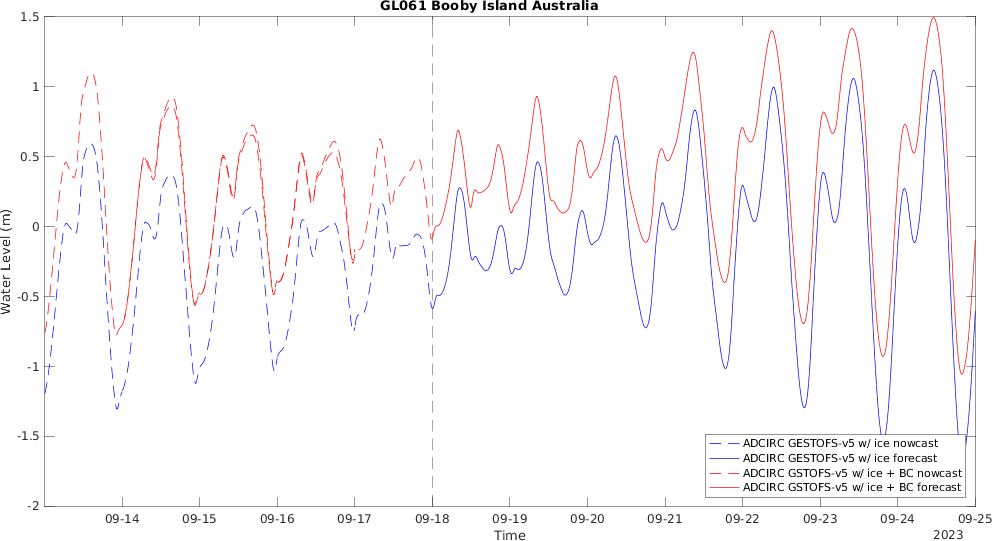 GL061 Booby Island Australia
1.5
1
0.5
0
-0.5
-1
-1.5
-2
Water Level (m)
09-14 09-15 09-16 09-17 09-18 09-19 09-20 09-21 09-22 09-23 09-24 09-25
Time
2023
ADCIRC GESTOFS-v5 w/ ice nowcast
ADCIRC GESTOFS-v5 w/ ice forecast
ADCIRC GSTOFS-v5 w/ ice + BC nowcast
ADCIRC GSTOFS-v5 w/ ice + BC forecast